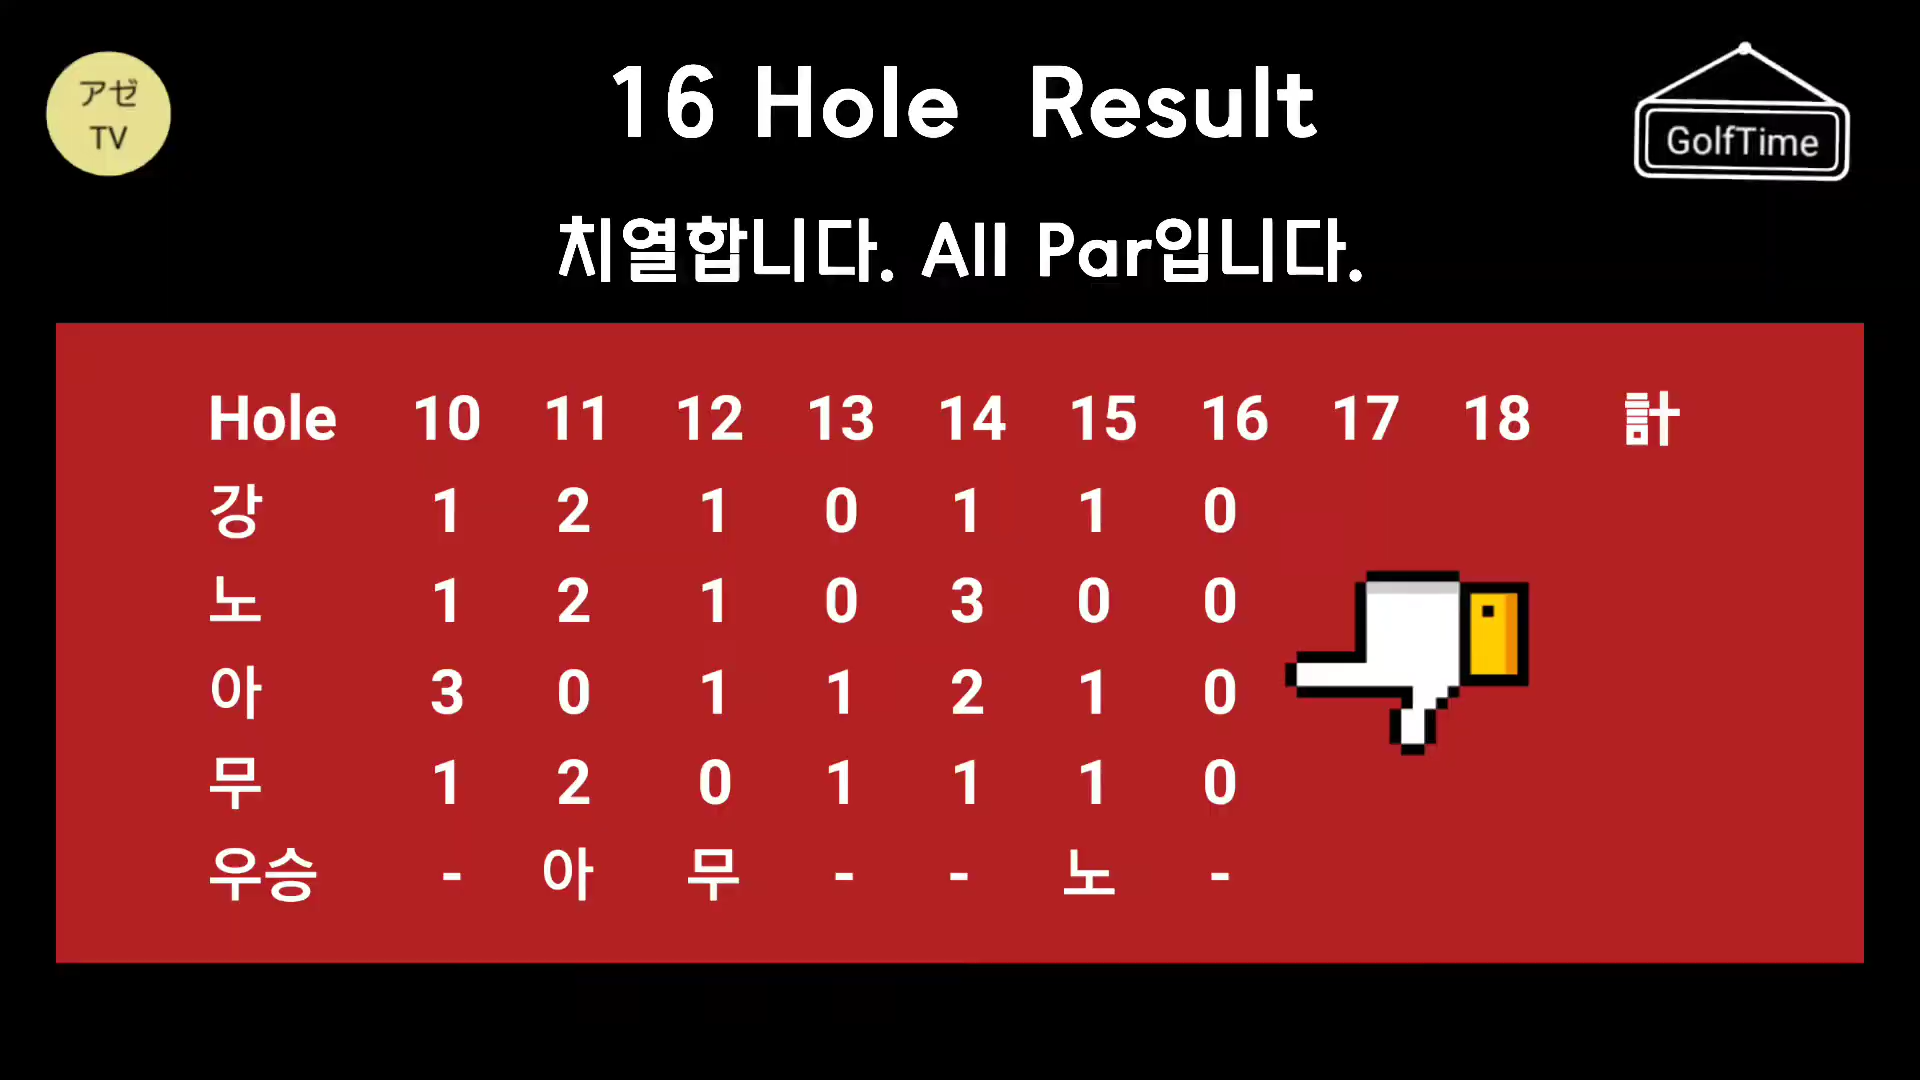 アゼ
TV
16 Hole Result
GolfTime
치열합니다. All Par입니다.
Hole 10 11 12 13 14 15 16 17 18 計
강 1 2 1 0 1 1 0
노 1 2 1 0 3 0 0
아 3 0 1 1 2 1 0
무 1 2 0 1 1 1 0
우승 - 아 무 - - 노 -